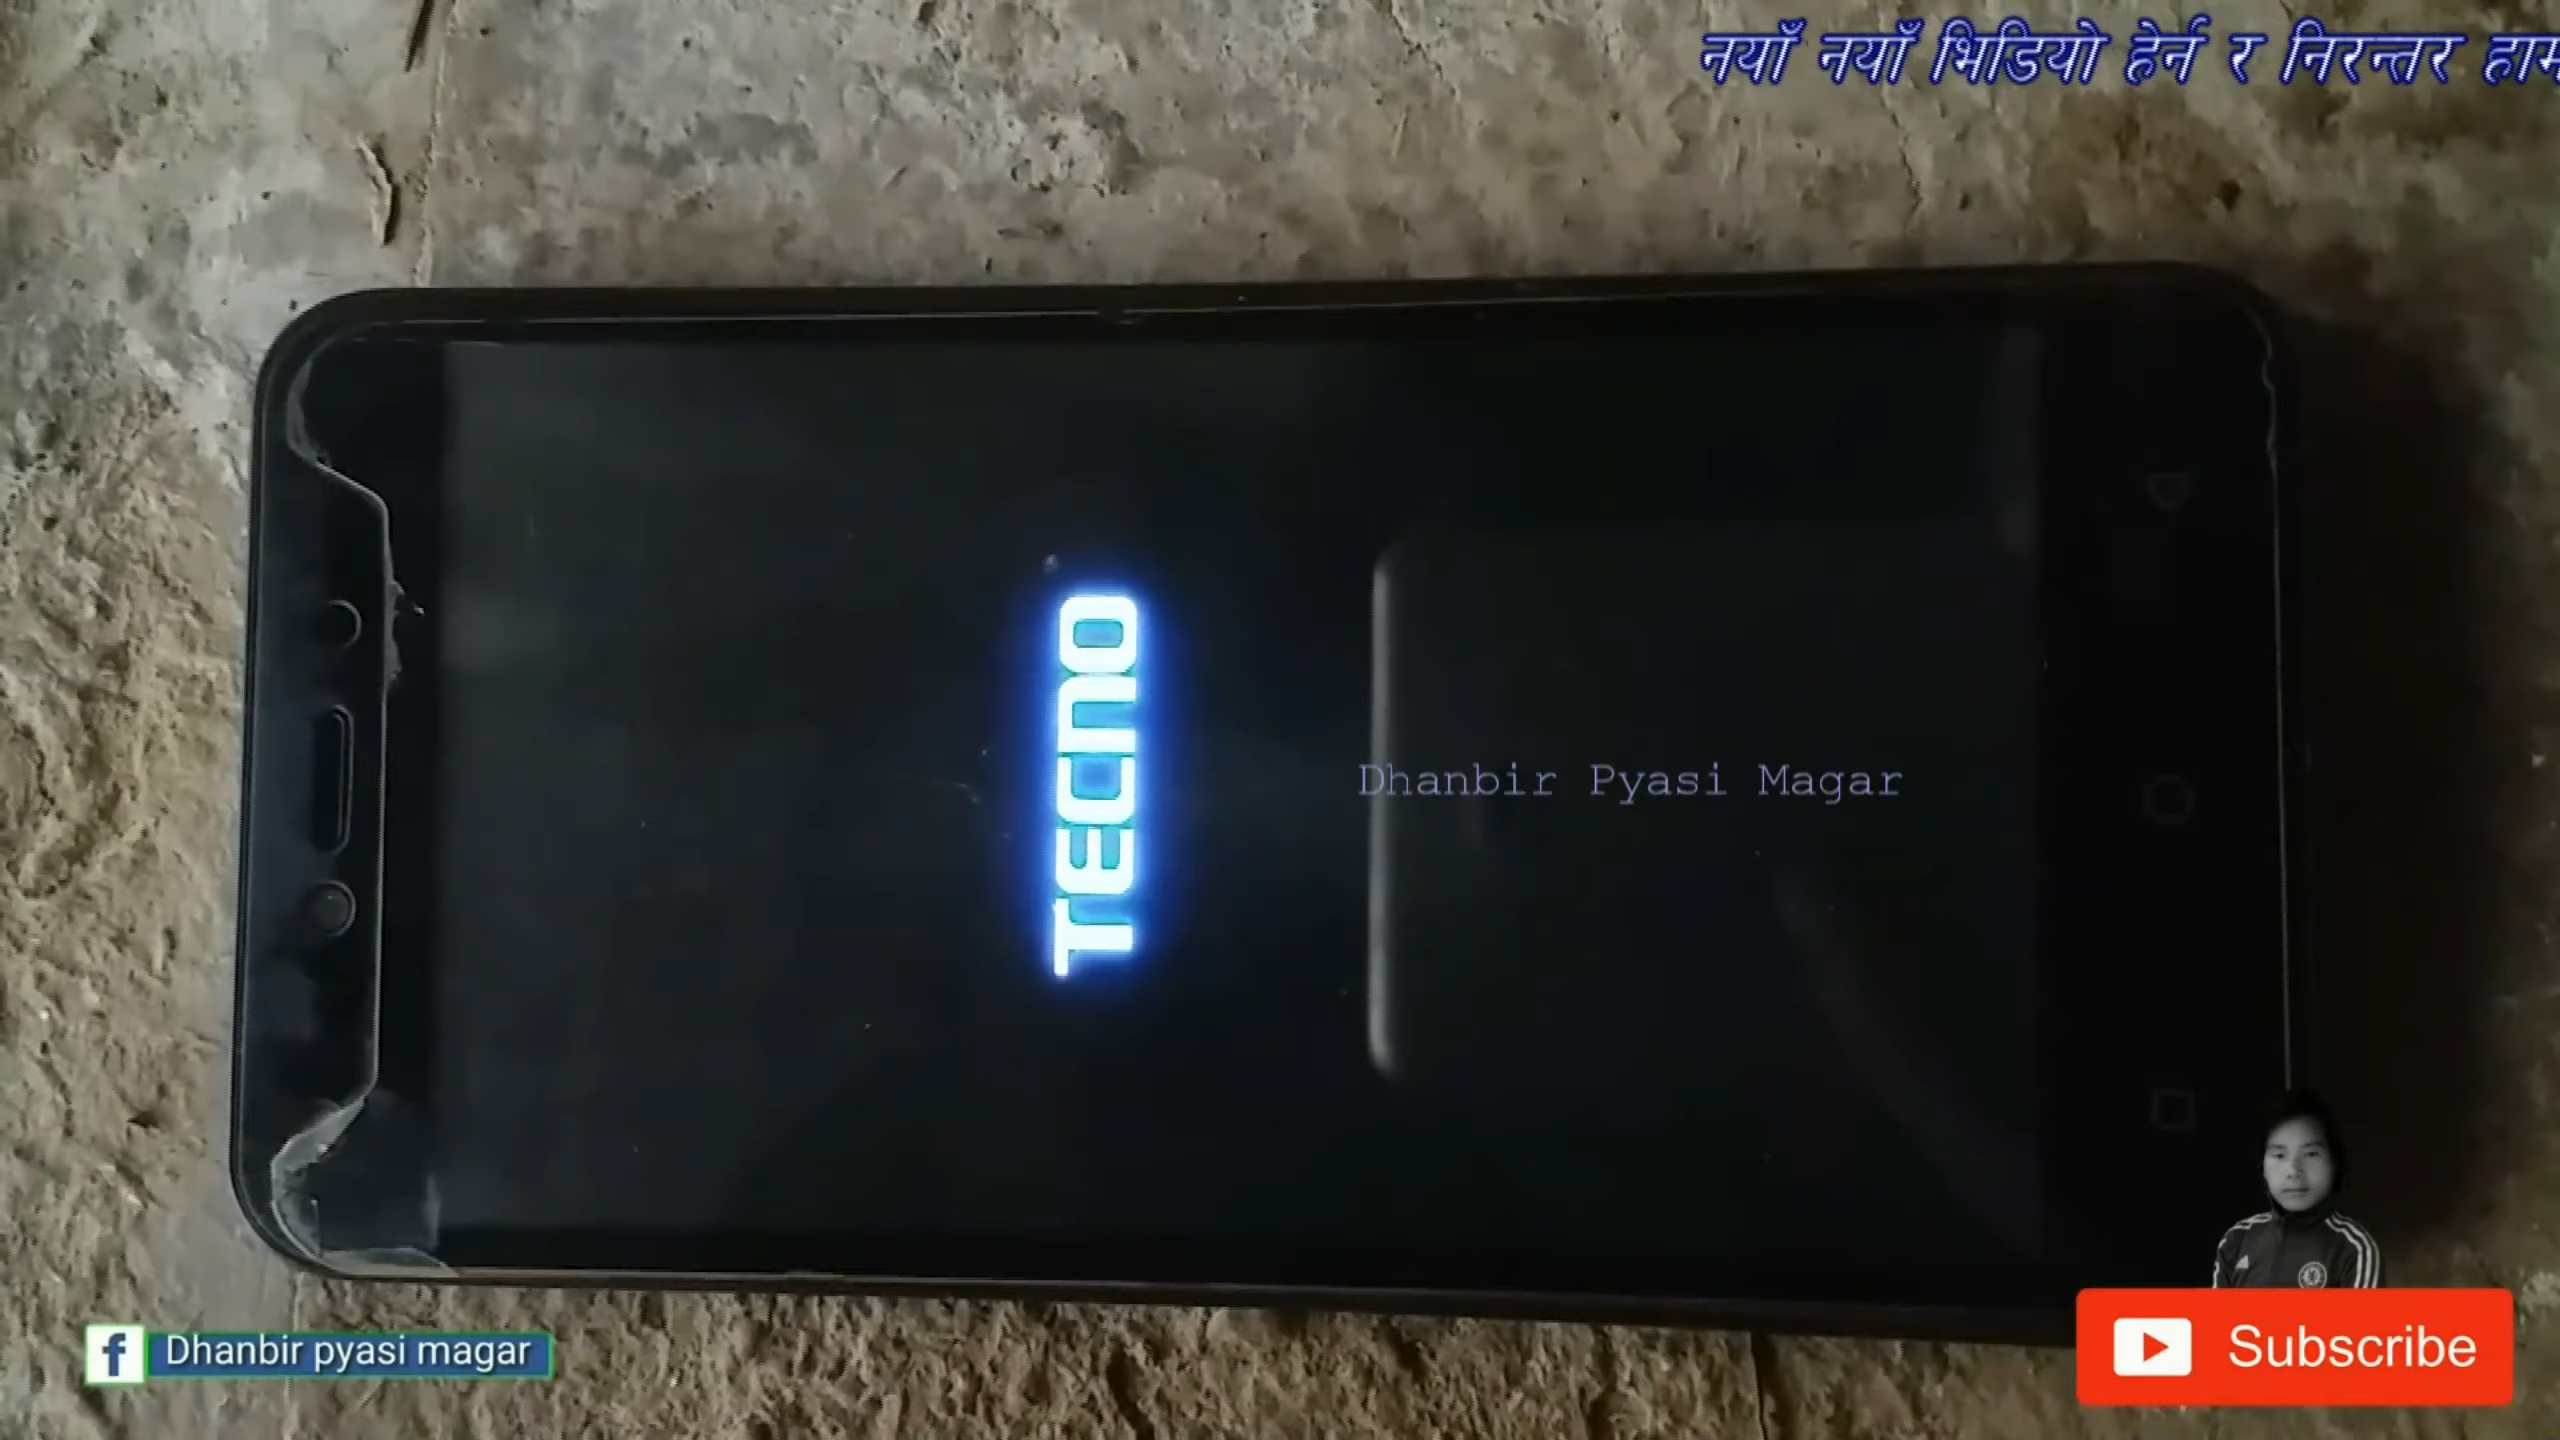 नयाँ नयाँ भिडियो हेर्न र निरन्तर
TECNO
Dhanbir Pyasi Magar
f Dhanbir pyasi magar
Subscribe